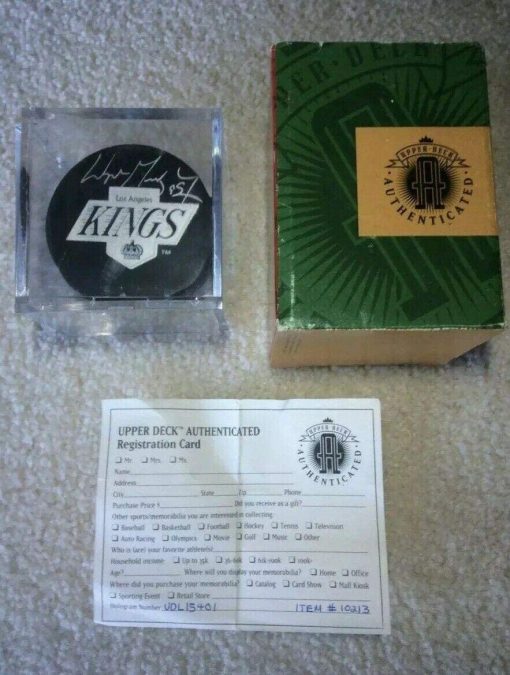 Wayne Gretzky
Los Angeles
KINGS
TM
UPPER DECK
UPPER DECK
AUTHENTICATED
UPPER DECK™ AUTHENTICATED
Registration Card
UPPER DECK
AUTHENTICATED
☐ Mr. ☐ Mrs. ☐ Ms.
Name
Address
City State Zip Phone
Purchase Price $ Did you receive as a gift?
Other sports/memorabilia you are interested in collecting:
☐ Baseball ☐ Basketball ☐ Football ☐ Hockey ☐ Tennis ☐ Television
☐ Auto Racing ☐ Olympics ☐ Movie ☐ Golf ☐ Music ☐ Other
Who is (are) your favorite athlete(s)
Household income ☐ Up to 35k ☐ 36-60k ☐ 61k-100k ☐ 100k+
Age? Where will you display your memorabilia? ☐ Home ☐ Office
Where did you purchase your memorabilia? ☐ Catalog ☐ Card Show ☐ Mall Kiosk
☐ Sporting Event ☐ Retail Store
Hologram Number UDL15401 ITEM # 10213